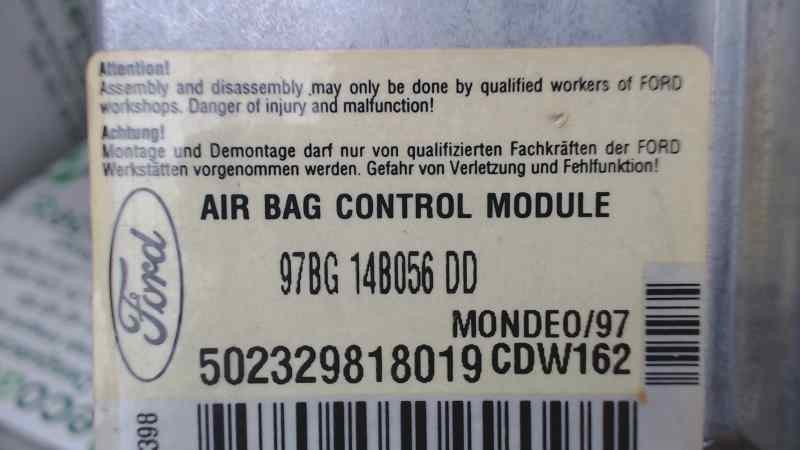 Attention!
Assembly and disassembly may only be done by qualified workers of FORD
workshops. Danger of injury and malfunction!
Achtung!
Montage und Demontage darf nur von qualifizierten Fachkräften der FORD
Werkstätten vorgenommen werden. Gefahr von Verletzung und Fehlfunktion!
AIR BAG CONTROL MODULE
Ford
97BG 14B056 DD
MONDEO/97
502329818019 CDW162
398